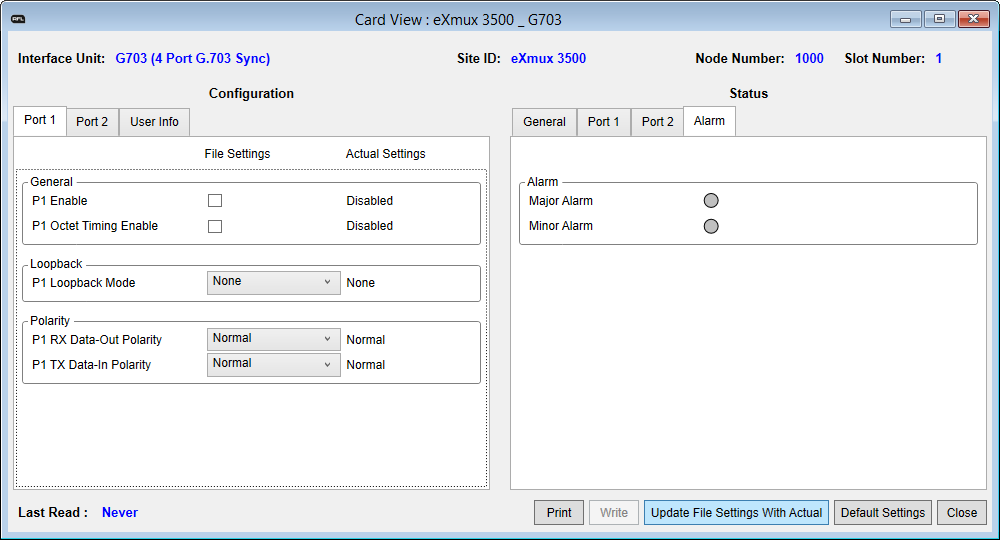 RFL
Card View : eXmux 3500 _ G703
Interface Unit: G703 (4 Port G.703 Sync) Site ID: eXmux 3500 Node Number: 1000 Slot Number: 1
Configuration
Port 1 Port 2 User Info
File Settings Actual Settings
General
P1 Enable Disabled
P1 Octet Timing Enable Disabled
Loopback
P1 Loopback Mode None None
Polarity
P1 RX Data-Out Polarity Normal Normal
P1 TX Data-In Polarity Normal Normal
Status
General Port 1 Port 2 Alarm
Alarm
Major Alarm
Minor Alarm
Last Read : Never
Print Write Update File Settings With Actual Default Settings Close